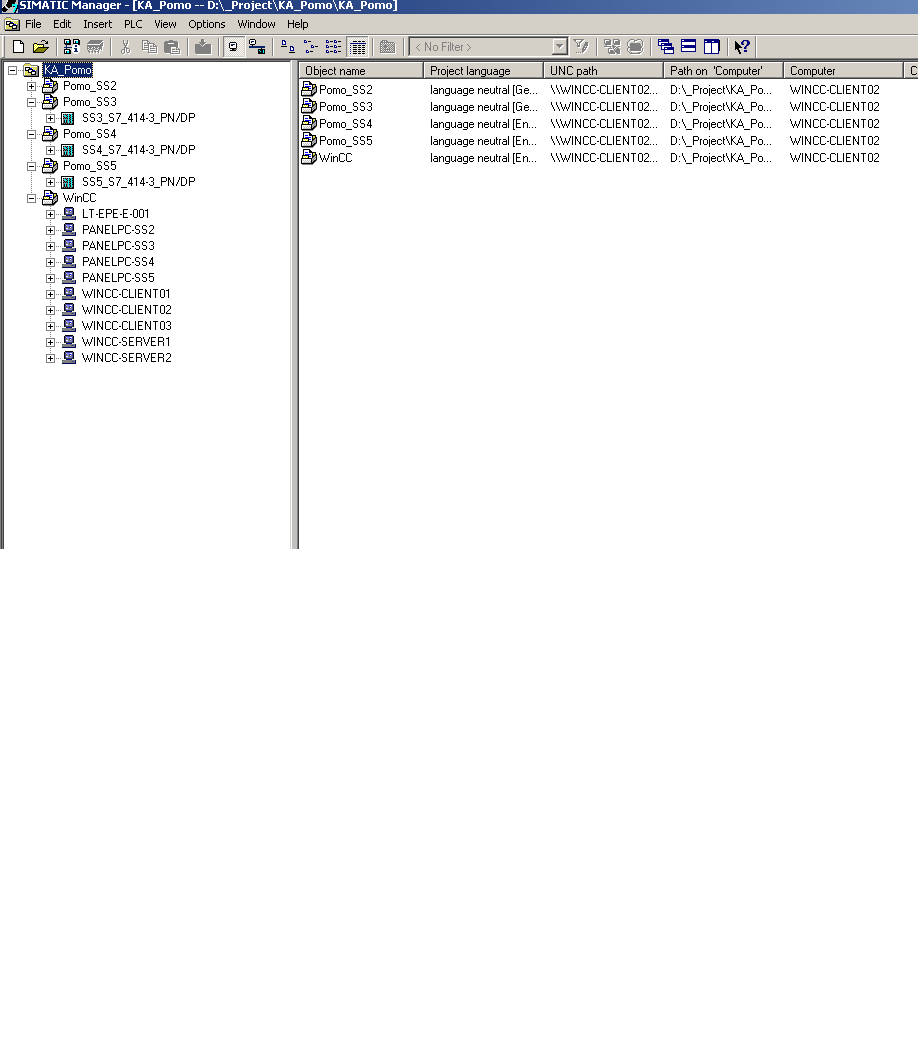 SIMATIC Manager - [KA_Pomo -- D:\_Project\KA_Pomo\KA_Pomo]
File Edit Insert PLC View Options Window Help
< No Filter >
KA_Pomo
Pomo_SS2
Pomo_SS3
SS3_S7_414-3_PN/DP
Pomo_SS4
SS4_S7_414-3_PN/DP
Pomo_SS5
SS5_S7_414-3_PN/DP
WinCC
LT-EPE-E-001
PANELPC-SS2
PANELPC-SS3
PANELPC-SS4
PANELPC-SS5
WINCC-CLIENT01
WINCC-CLIENT02
WINCC-CLIENT03
WINCC-SERVER1
WINCC-SERVER2
Object name Project language UNC path Path on 'Computer' Computer C
Pomo_SS2 language neutral [Ge... \\WINCC-CLIENT02... D:\_Project\KA_Po... WINCC-CLIENT02
Pomo_SS3 language neutral [Ge... \\WINCC-CLIENT02... D:\_Project\KA_Po... WINCC-CLIENT02
Pomo_SS4 language neutral [En... \\WINCC-CLIENT02... D:\_Project\KA_Po... WINCC-CLIENT02
Pomo_SS5 language neutral [En... \\WINCC-CLIENT02... D:\_Project\KA_Po... WINCC-CLIENT02
WinCC language neutral [En... \\WINCC-CLIENT02... D:\_Project\KA_Po... WINCC-CLIENT02